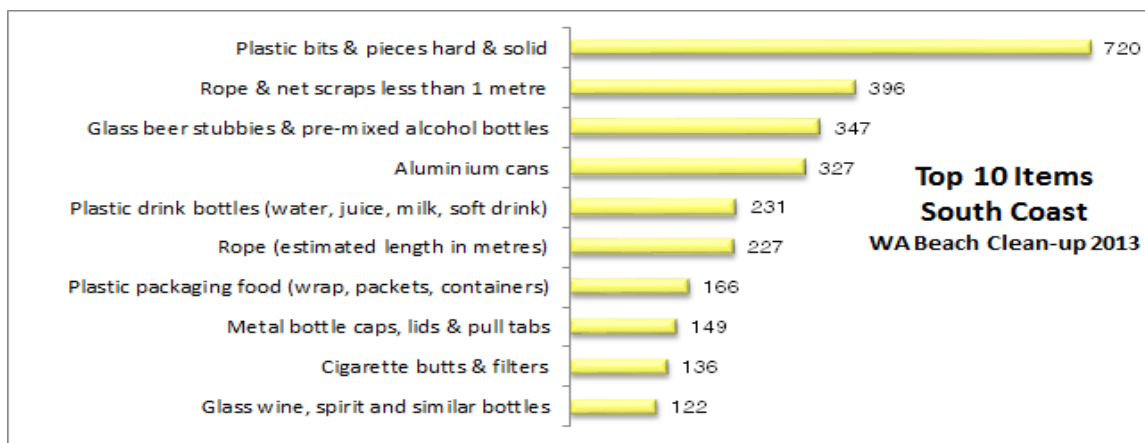 Plastic bits & pieces hard & solid 720
Rope & net scraps less than 1 metre 396
Glass beer stubbies & pre-mixed alcohol bottles 347
Aluminium cans 327
Plastic drink bottles (water, juice, milk, soft drink) 231
Rope (estimated length in metres) 227
Plastic packaging food (wrap, packets, containers) 166
Metal bottle caps, lids & pull tabs 149
Cigarette butts & filters 136
Glass wine, spirit and similar bottles 122
Top 10 Items
South Coast
WA Beach Clean-up 2013